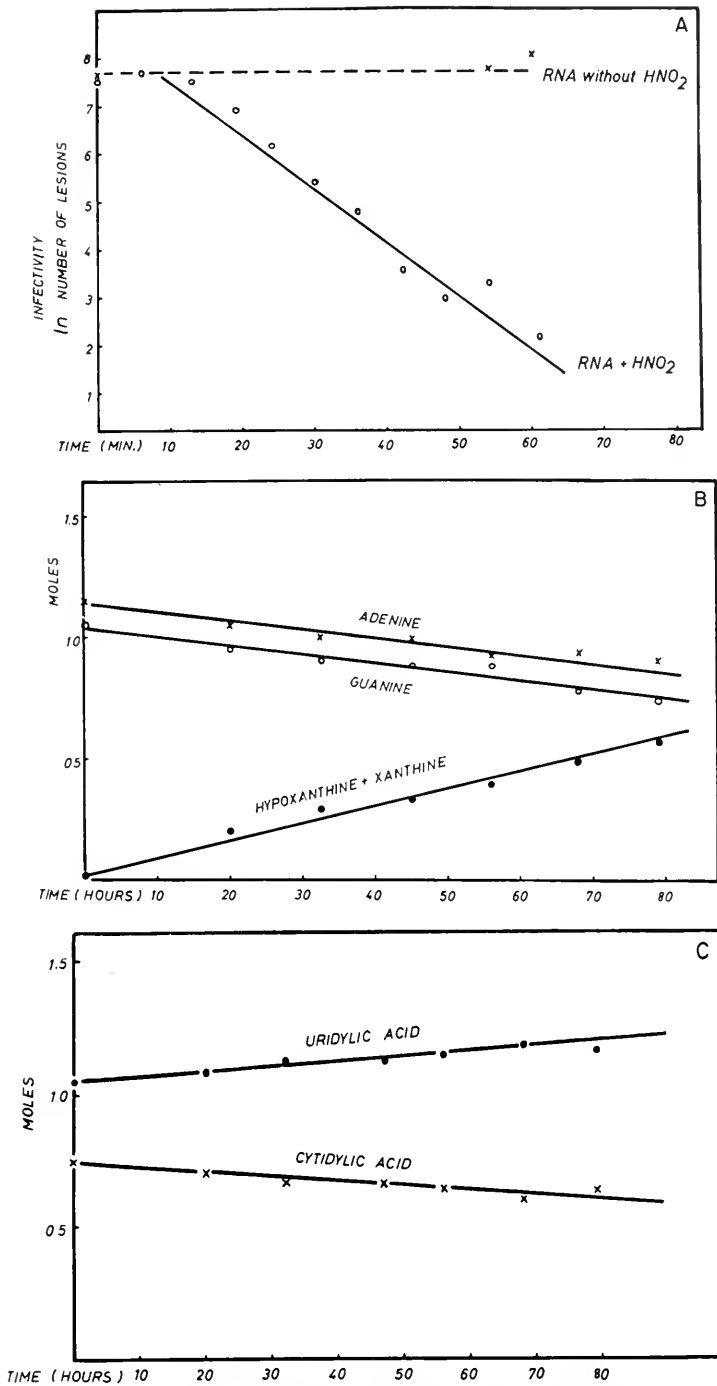 A
8
7
6
5
4
3
2
1
INFECTIVITY
ln NUMBER OF LESIONS
RNA without HNO2
RNA + HNO2
TIME (MIN.) 10 20 30 40 50 60 70 80
B
1.5
1.0
0.5
MOLES
ADENINE
GUANINE
HYPOXANTHINE + XANTHINE
TIME (HOURS) 10 20 30 40 50 60 70 80
C
1.5
1.0
0.5
MOLES
URIDYLIC ACID
CYTIDYLIC ACID
TIME (HOURS) 10 20 30 40 50 60 70 80